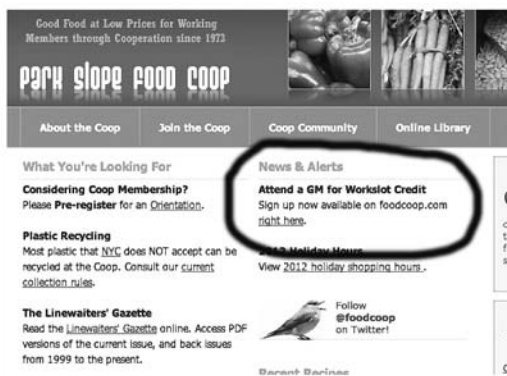 Good Food at Low Prices for Working
Members through Cooperation since 1973
PARK SLOPE FOOD COOP
About the Coop
Join the Coop
Coop Community
Online Library
What You're Looking For
Considering Coop Membership?
Please Pre-register for an Orientation.
Plastic Recycling
Most plastic that NYC does NOT accept can be
recycled at the Coop. Consult our current
collection rules.
The Linewaiters' Gazette
Read the Linewaiters' Gazette online. Access PDF
versions of the current issue, and back issues
from 1999 to the present.
News & Alerts
Attend a GM for Workslot Credit
Sign up now available on foodcoop.com
right here.
2012 Holiday Hours
View 2012 holiday shopping hours .
Follow
@foodcoop
on Twitter!
Recent Recipes